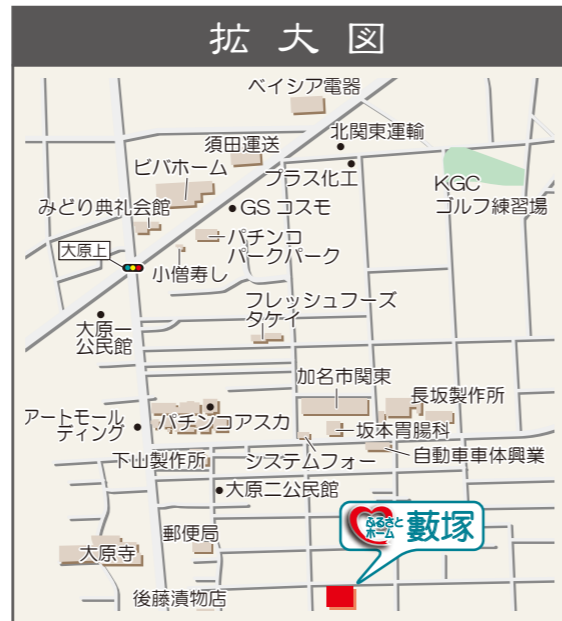 拡大図
ベイシア電器
北関東運輸
須田運送
ビバホーム
プラス化工
KGC
ゴルフ練習場
みどり典礼会館
GS コスモ
パチンコ
パークパーク
大原上
小僧寿し
フレッシュフーズ
タケイ
大原一
公民館
加名市関東
長坂製作所
アートモール
ティング
パチンコアスカ
坂本胃腸科
下山製作所
システムフォー
自動車車体興業
大原二公民館
ふるさと
ホーム
藪塚
郵便局
大原寺
後藤漬物店